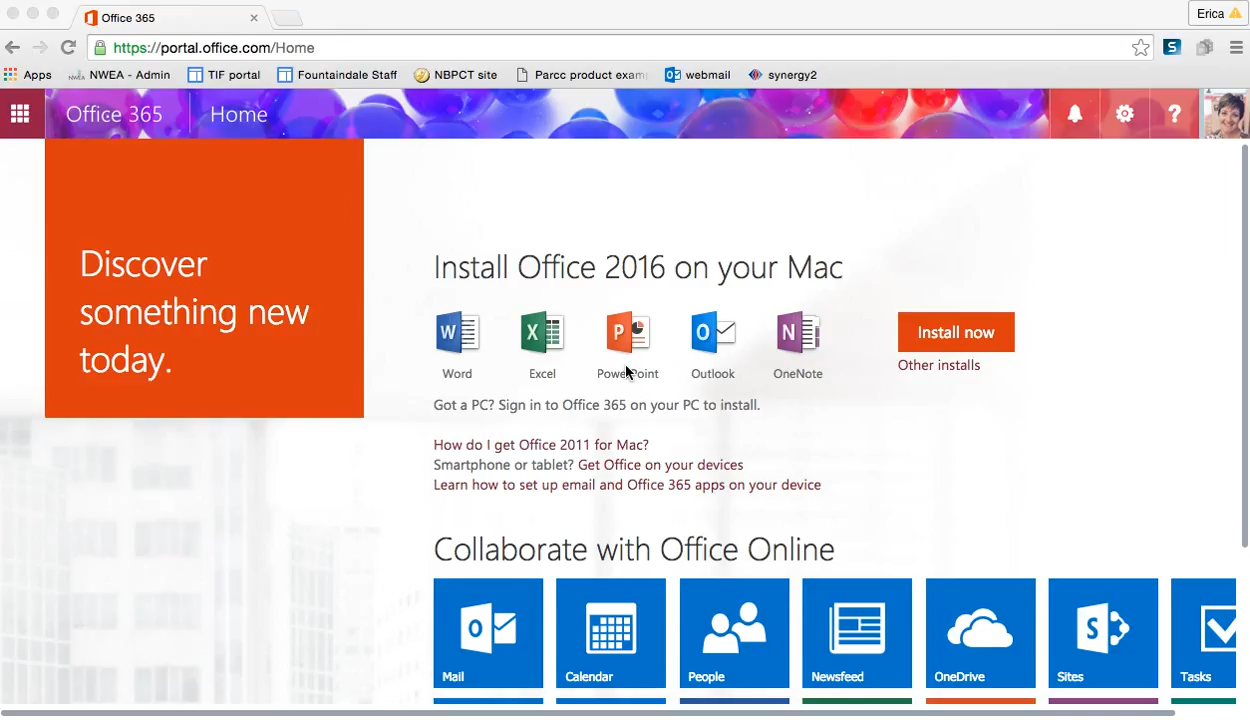 Office 365
Erica
https://portal.office.com/Home
Apps
NWEA - Admin
TIF portal
Fountaindale Staff
NBPCT site
Parcc product exam
webmail
synergy2
Office 365
Home
?
Discover
something new
today.
Install Office 2016 on your Mac
W
X
P
O
N
Word
Excel
PowerPoint
Outlook
OneNote
Install now
Other installs
Got a PC? Sign in to Office 365 on your PC to install.
How do I get Office 2011 for Mac?
Smartphone or tablet? Get Office on your devices
Learn how to set up email and Office 365 apps on your device
Collaborate with Office Online
Mail
Calendar
People
Newsfeed
OneDrive
Sites
Tasks